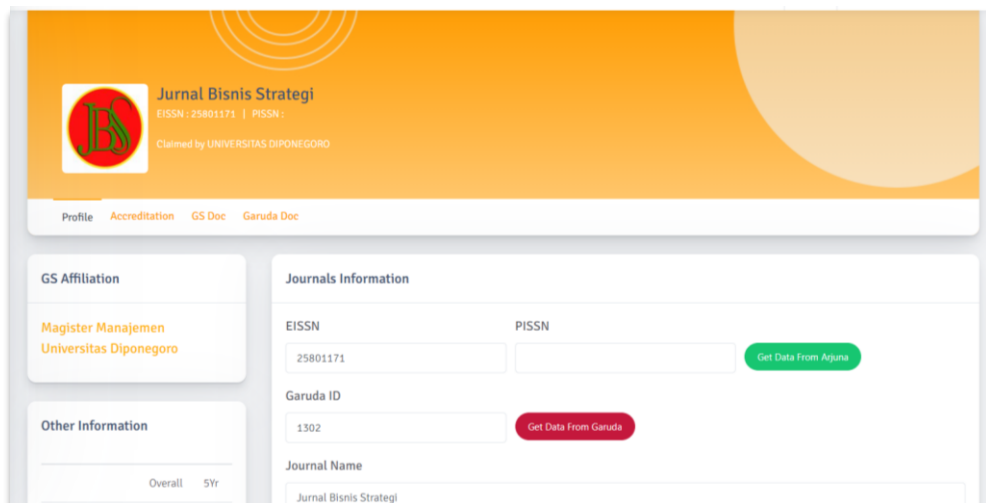 JBS
Jurnal Bisnis Strategi
EISSN : 25801171 | PISSN :
Claimed by UNIVERSITAS DIPONEGORO
Profile Accreditation GS Doc Garuda Doc
GS Affiliation
Magister Manajemen
Universitas Diponegoro
Other Information
Overall 5Yr
Journals Information
EISSN PISSN
25801171 Get Data From Arjuna
Garuda ID
1302 Get Data From Garuda
Journal Name
Jurnal Bisnis Strategi